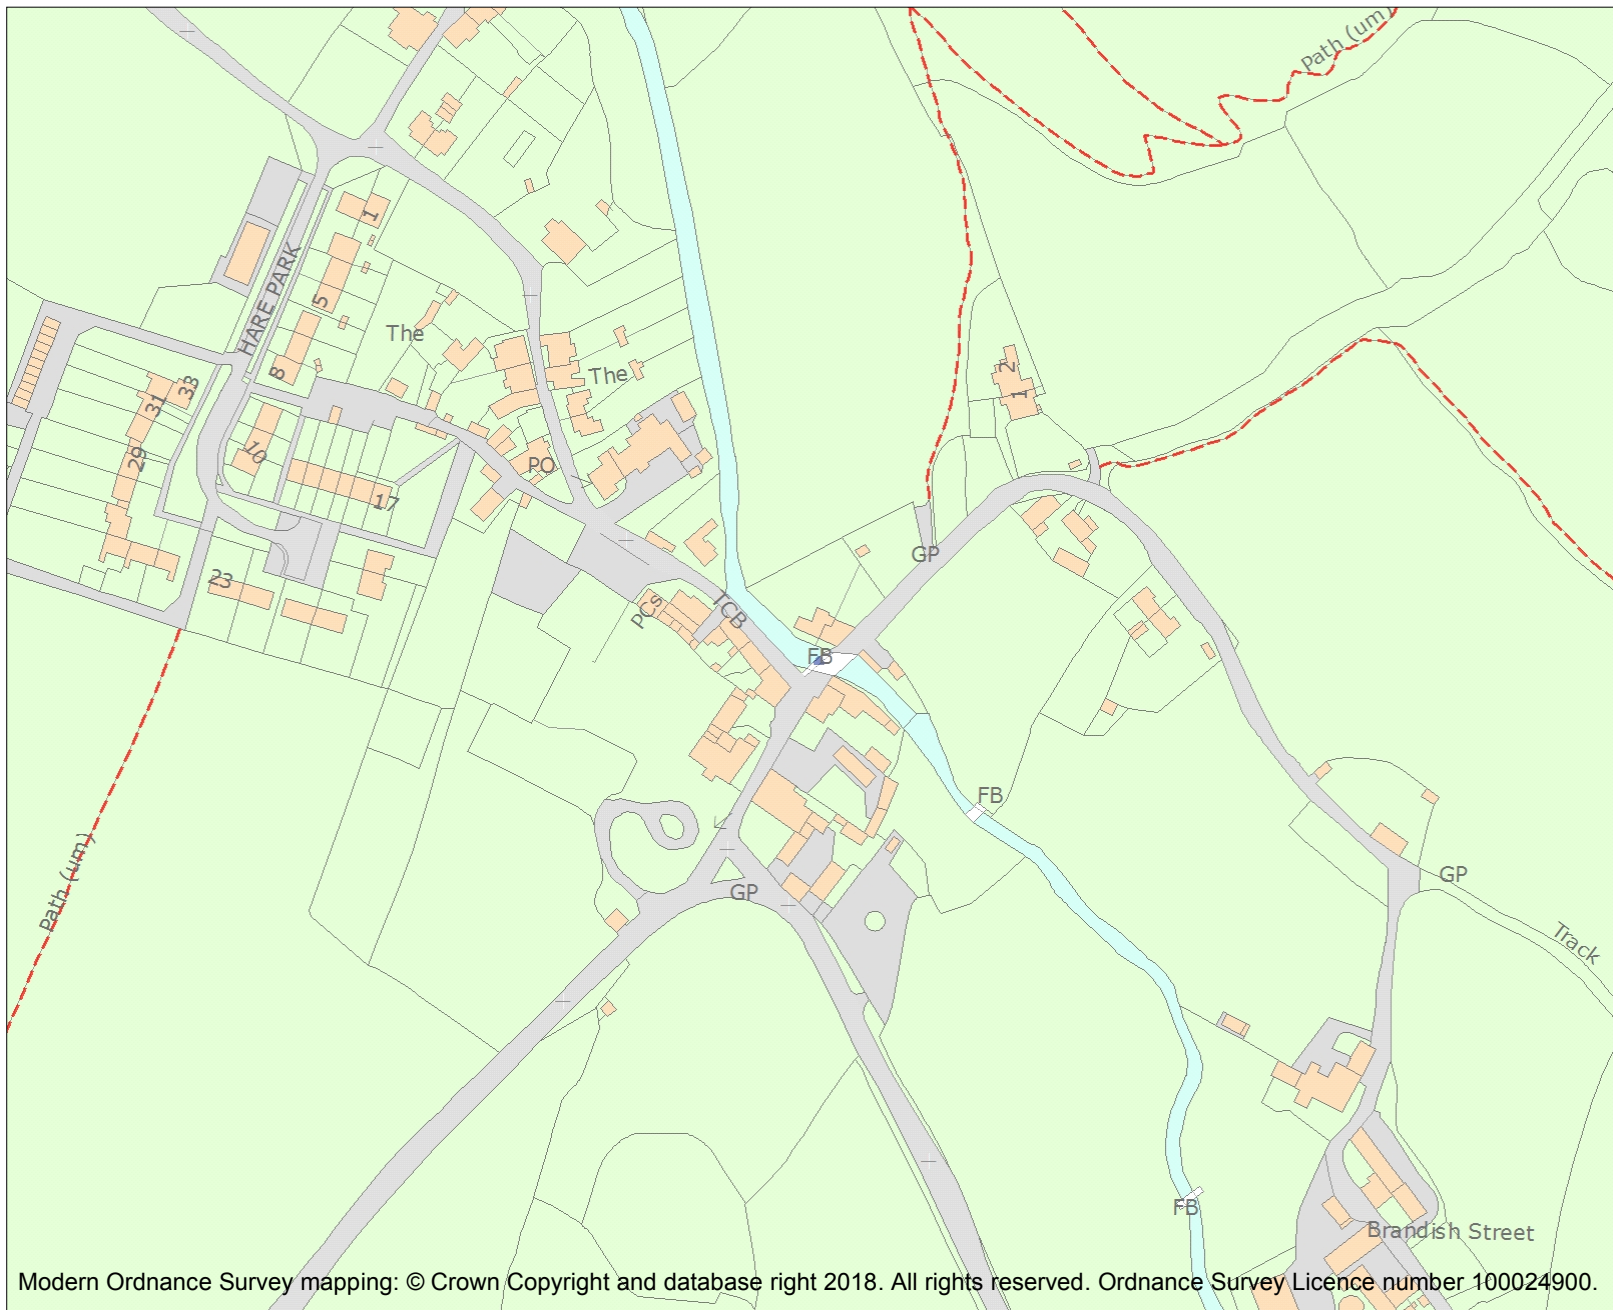 Path (um)
HARE PARK
1
5
8
The
The
33
31
29
10
17
23
PO
2
1
GP
PCs
TCB
FB
FB
GP
GP
Track
Path (um)
FB
Brandish Street
Modern Ordnance Survey mapping: © Crown Copyright and database right 2018. All rights reserved. Ordnance Survey Licence number 100024900.